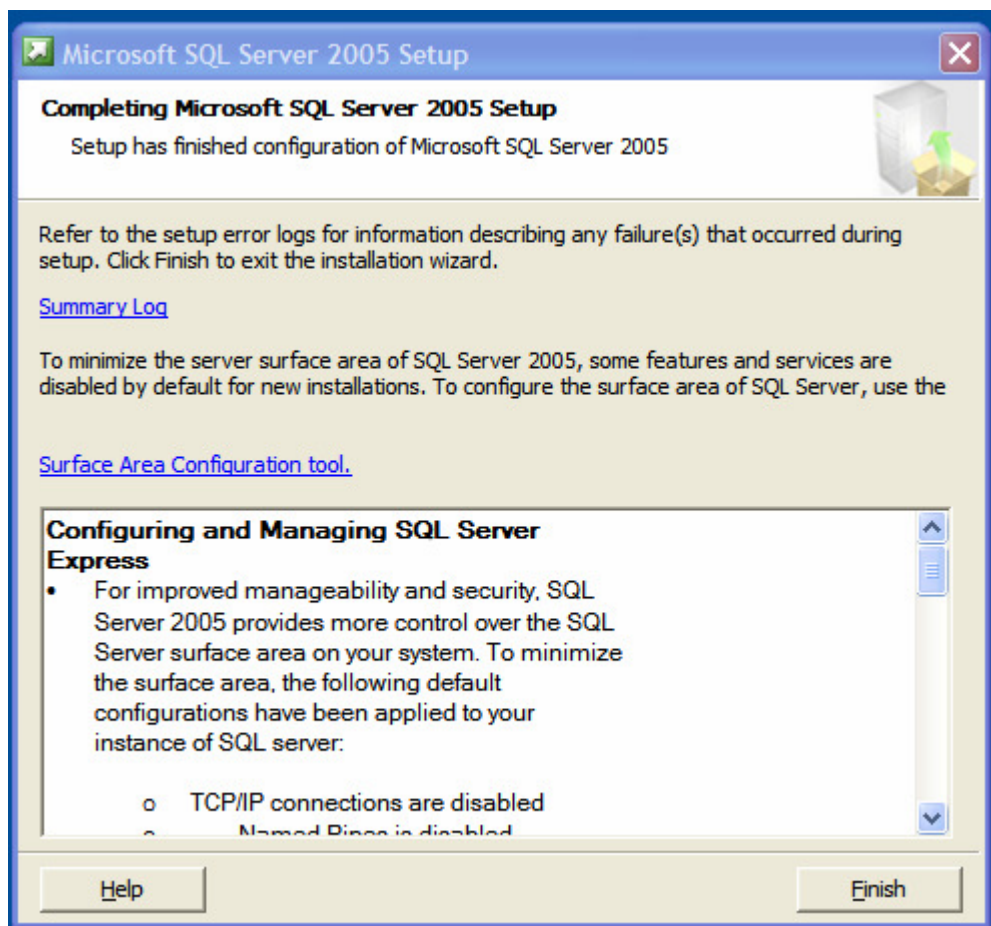 Microsoft SQL Server 2005 Setup
Completing Microsoft SQL Server 2005 Setup
Setup has finished configuration of Microsoft SQL Server 2005
Refer to the setup error logs for information describing any failure(s) that occurred during
setup. Click Finish to exit the installation wizard.
Summary Log
To minimize the server surface area of SQL Server 2005, some features and services are
disabled by default for new installations. To configure the surface area of SQL Server, use the
Surface Area Configuration tool.
Configuring and Managing SQL Server
Express
• For improved manageability and security, SQL
Server 2005 provides more control over the SQL
Server surface area on your system. To minimize
the surface area, the following default
configurations have been applied to your
instance of SQL server:
o TCP/IP connections are disabled
o Named Pipes is disabled
Help
Finish